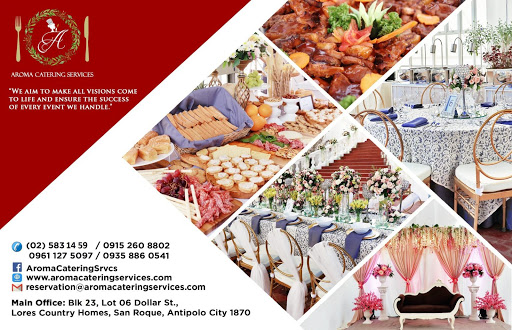 A
AROMA CATERING SERVICES
"WE AIM TO MAKE ALL VISIONS COME
TO LIFE AND ENSURE THE SUCCESS
OF EVERY EVENT WE HANDLE."
(02) 583 14 59 / 0915 260 8802
0961 127 5097 / 0935 886 0541
AromaCateringSrvcs
www.aromacateringservices.com
reservation@aromacateringservices.com
Main Office: Blk 23, Lot 06 Dollar St.,
Lores Country Homes, San Roque, Antipolo City 1870